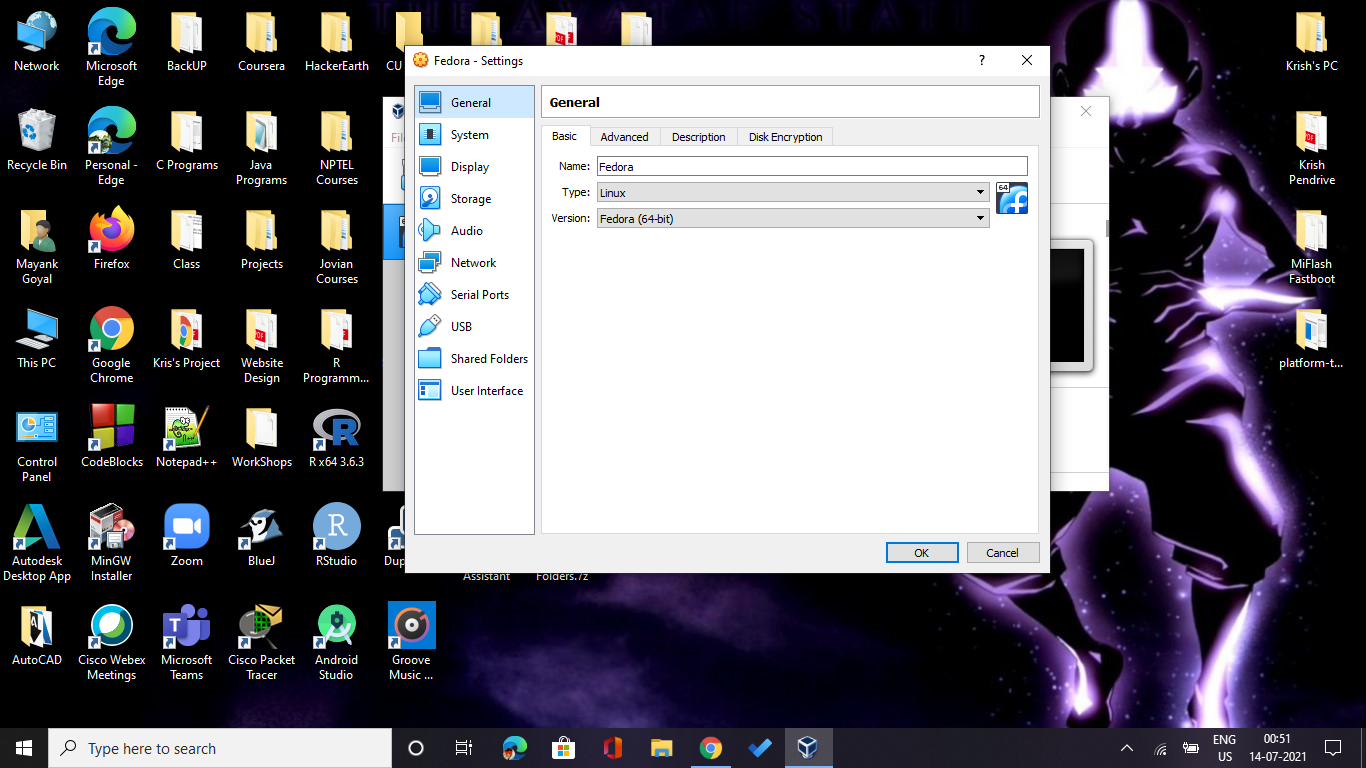 THE AVATAR STATE
Network
Microsoft
Edge
BackUP
Coursera
HackerEarth
CU
Krish's PC
Recycle Bin
Personal -
Edge
C Programs
Java
Programs
NPTEL
Courses
Krish
Pendrive
Mayank
Goyal
Firefox
Class
Projects
Jovian
Courses
MiFlash
Fastboot
This PC
Google
Chrome
Kris's Project
Website
Design
R
Programm...
platform-t...
Control
Panel
CodeBlocks
Notepad++
WorkShops
R x64 3.6.3
Autodesk
Desktop App
MinGW
Installer
Zoom
BlueJ
RStudio
Dup
Assistant
Folders.7z
AutoCAD
Cisco Webex
Meetings
Microsoft
Teams
Cisco Packet
Tracer
Android
Studio
Groove
Music ...
Fedora - Settings
?
General
System
Display
Storage
Audio
Network
Serial Ports
USB
Shared Folders
User Interface
General
Basic
Advanced
Description
Disk Encryption
Name: Fedora
Type: Linux
64
Version: Fedora (64-bit)
OK
Cancel
Type here to search
ENG
US
00:51
14-07-2021